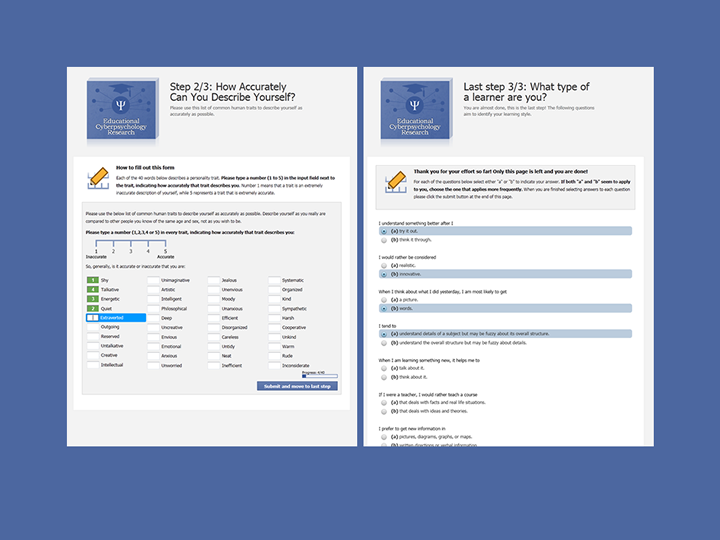 Ψ
Educational
Cyberpsychology
Research
Step 2/3: How Accurately
Can You Describe Yourself?
Please use this list of common human traits to describe yourself as
accurately as possible.
How to fill out this form
Each of the 40 words below describes a personality trait. Please type a number (1 to 5) in the input field next to
the trait, indicating how accurately that trait describes you. Number 1 means that a trait is an extremely
inaccurate description of yourself, while 5 represents a trait that is extremely accurate.
Please use the below list of common human traits to describe yourself as accurately as possible. Describe yourself as you really are
compared to other people you know of the same age and sex, not as you wish to be.
Please type a number (1,2,3,4 or 5) in every trait, indicating how accurately that trait describes you:
1 2 3 4 5
Inaccurate Accurate
So, generally, is it accurate or inaccurate that you are:
1 Shy Unimaginative Jealous Systematic
4 Talkative Artistic Unenvious Organized
3 Energetic Intelligent Moody Kind
2 Quiet Philosophical Unanxious Sympathetic
Extroverted Deep Efficient Harsh
Outgoing Uncreative Disorganized Cooperative
Reserved Envious Careless Unkind
Untalkative Emotional Untidy Warm
Creative Anxious Neat Rude
Intellectual Unworried Inefficient Inconsiderate
Progress: 4/40
Submit and move to last step
Ψ
Educational
Cyberpsychology
Research
Last step 3/3: What type of
a learner are you?
You are almost done, this is the last step! The following questions
aim to identify your learning style.
Thank you for your effort so far! Only this page is left and you are done!
For each of the questions below select either "a" or "b" to indicate your answer. If both "a" and "b" seem to apply
to you, choose the one that applies more frequently. When you are finished selecting answers to each question
please click the submit button at the end of this page.
I understand something better after I
(a) try it out.
(b) think it through.
I would rather be considered
(a) realistic.
(b) innovative.
When I think about what I did yesterday, I am most likely to get
(a) a picture.
(b) words.
I tend to
(a) understand details of a subject but may be fuzzy about its overall structure.
(b) understand the overall structure but may be fuzzy about details.
When I am learning something new, it helps me to
(a) talk about it.
(b) think about it.
If I were a teacher, I would rather teach a course
(a) that deals with facts and real life situations.
(b) that deals with ideas and theories.
I prefer to get new information in
(a) pictures, diagrams, graphs, or maps.
(b) written directions or verbal information.